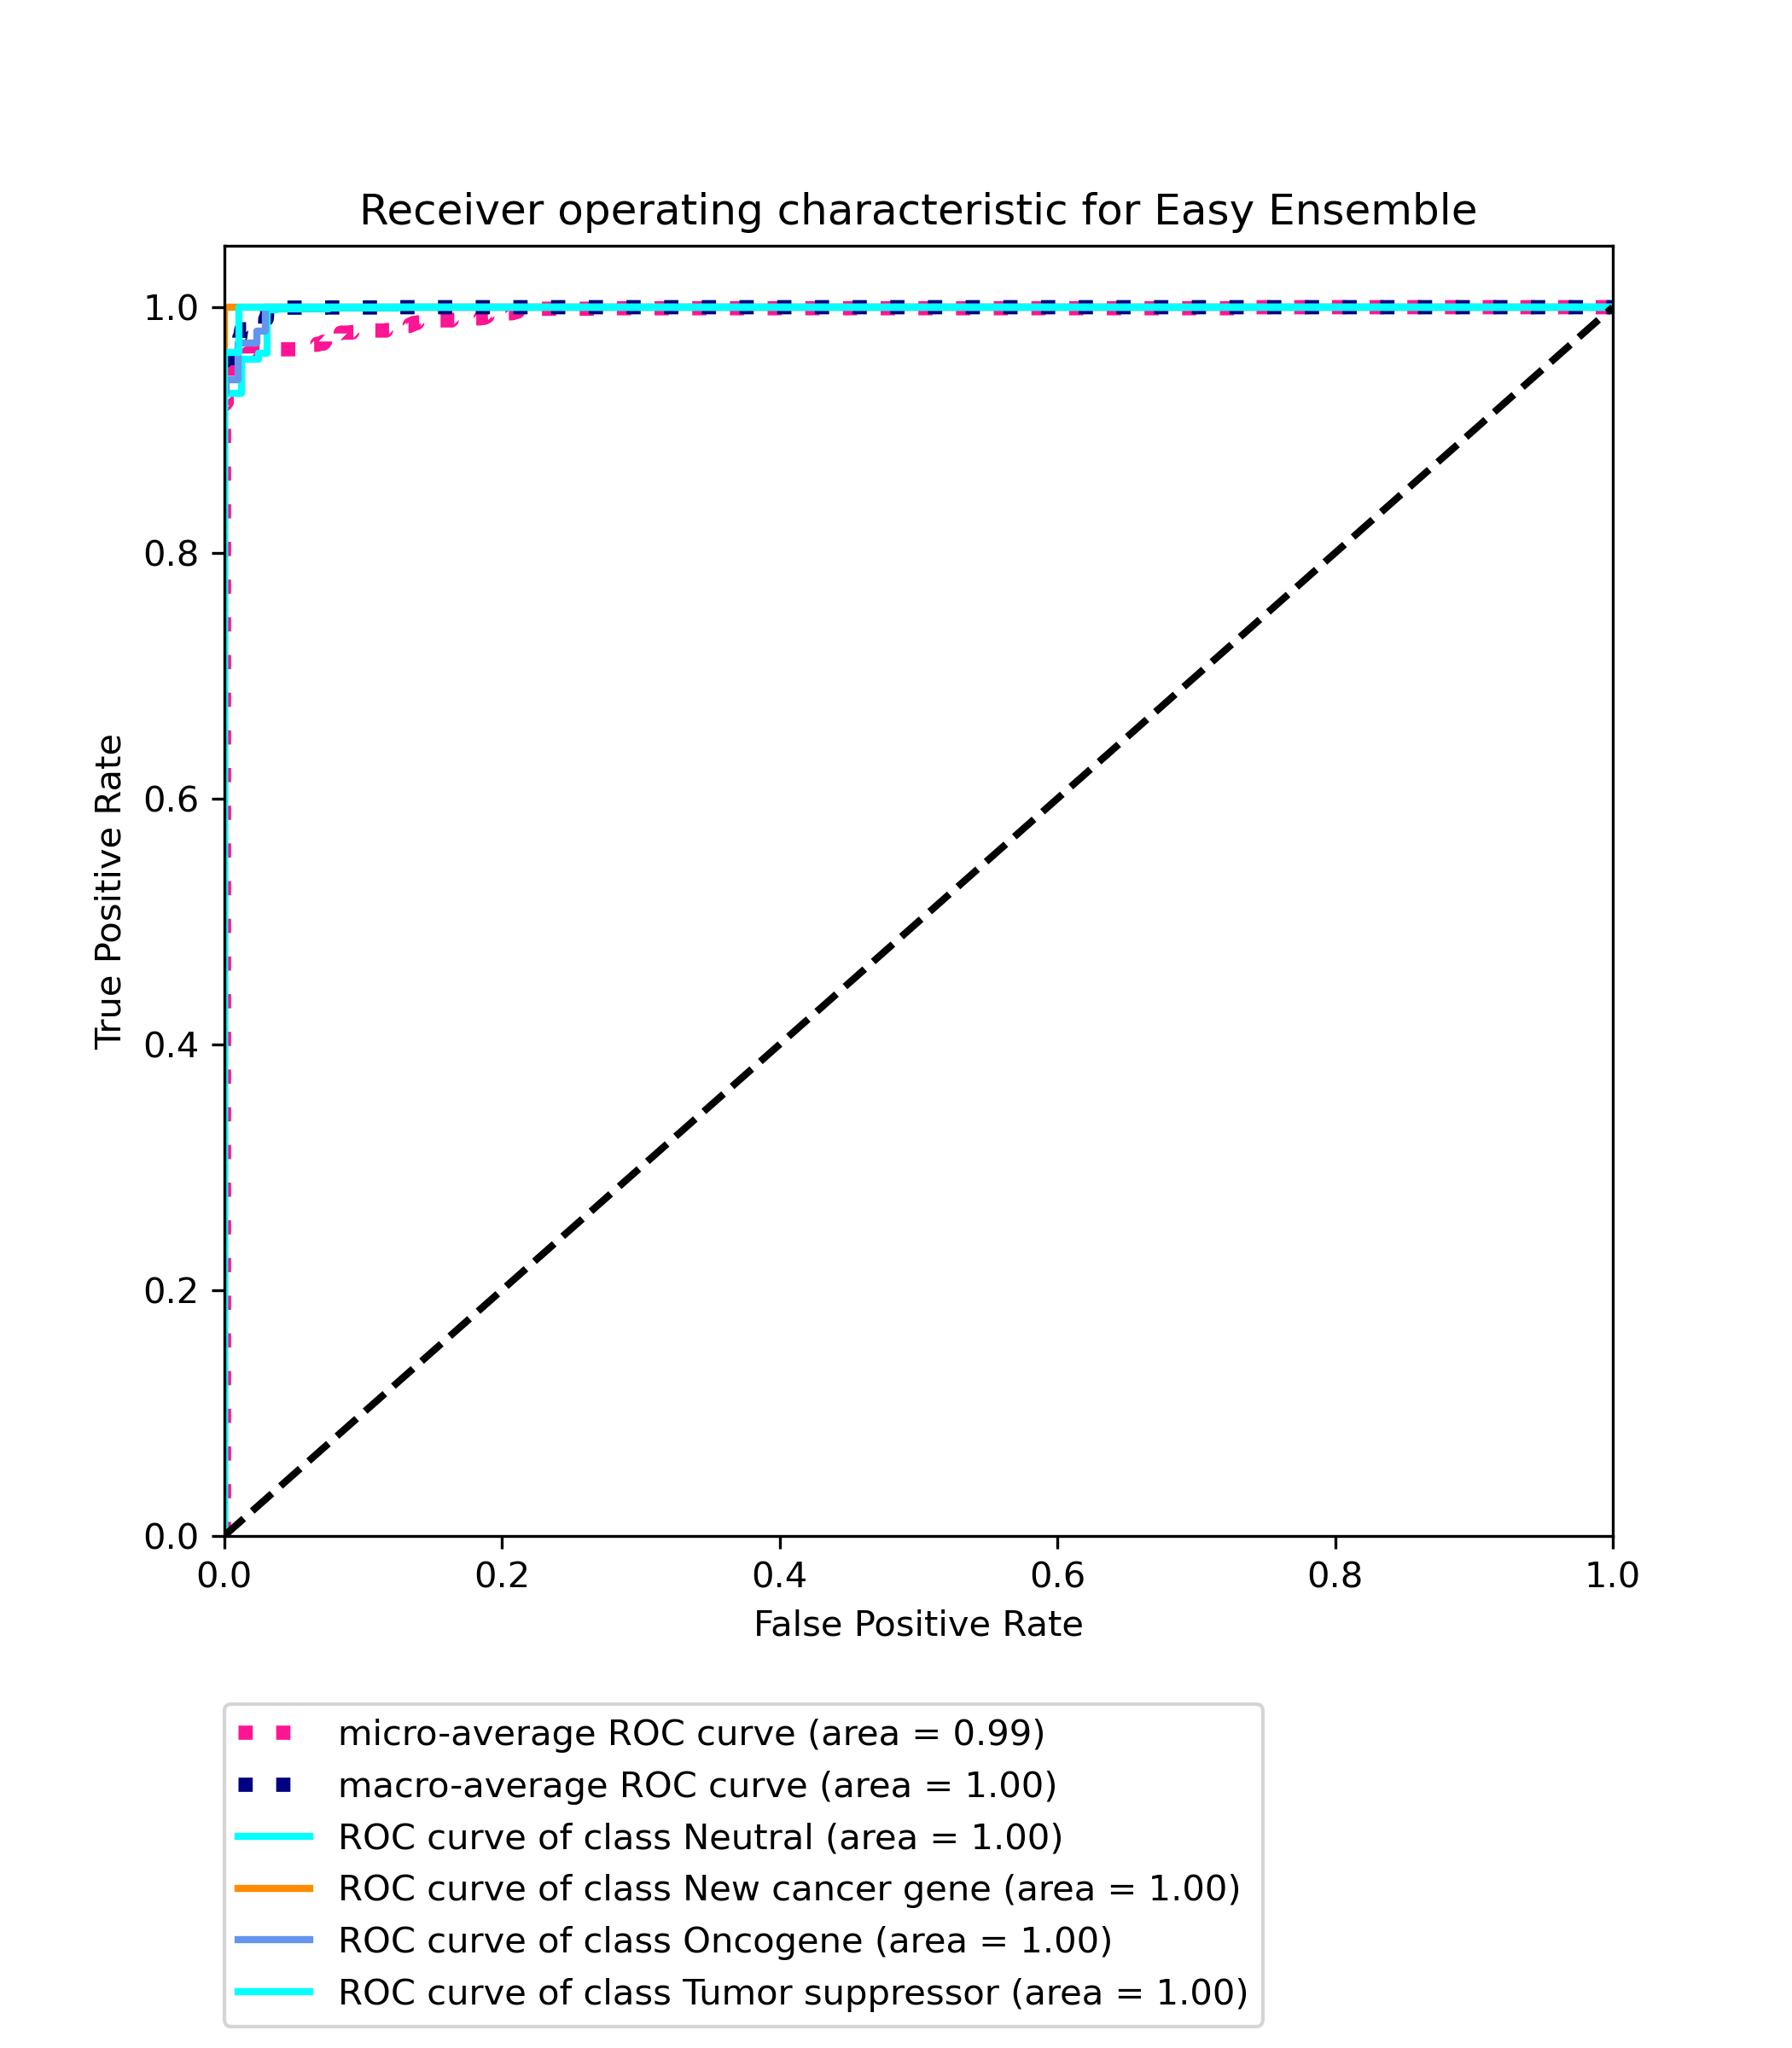 Receiver operating characteristic for Easy Ensemble
1.0
0.8
0.6
0.4
0.2
0.0
True Positive Rate
0.0 0.2 0.4 0.6 0.8 1.0
False Positive Rate
micro-average ROC curve (area = 0.99)
macro-average ROC curve (area = 1.00)
ROC curve of class Neutral (area = 1.00)
ROC curve of class New cancer gene (area = 1.00)
ROC curve of class Oncogene (area = 1.00)
ROC curve of class Tumor suppressor (area = 1.00)